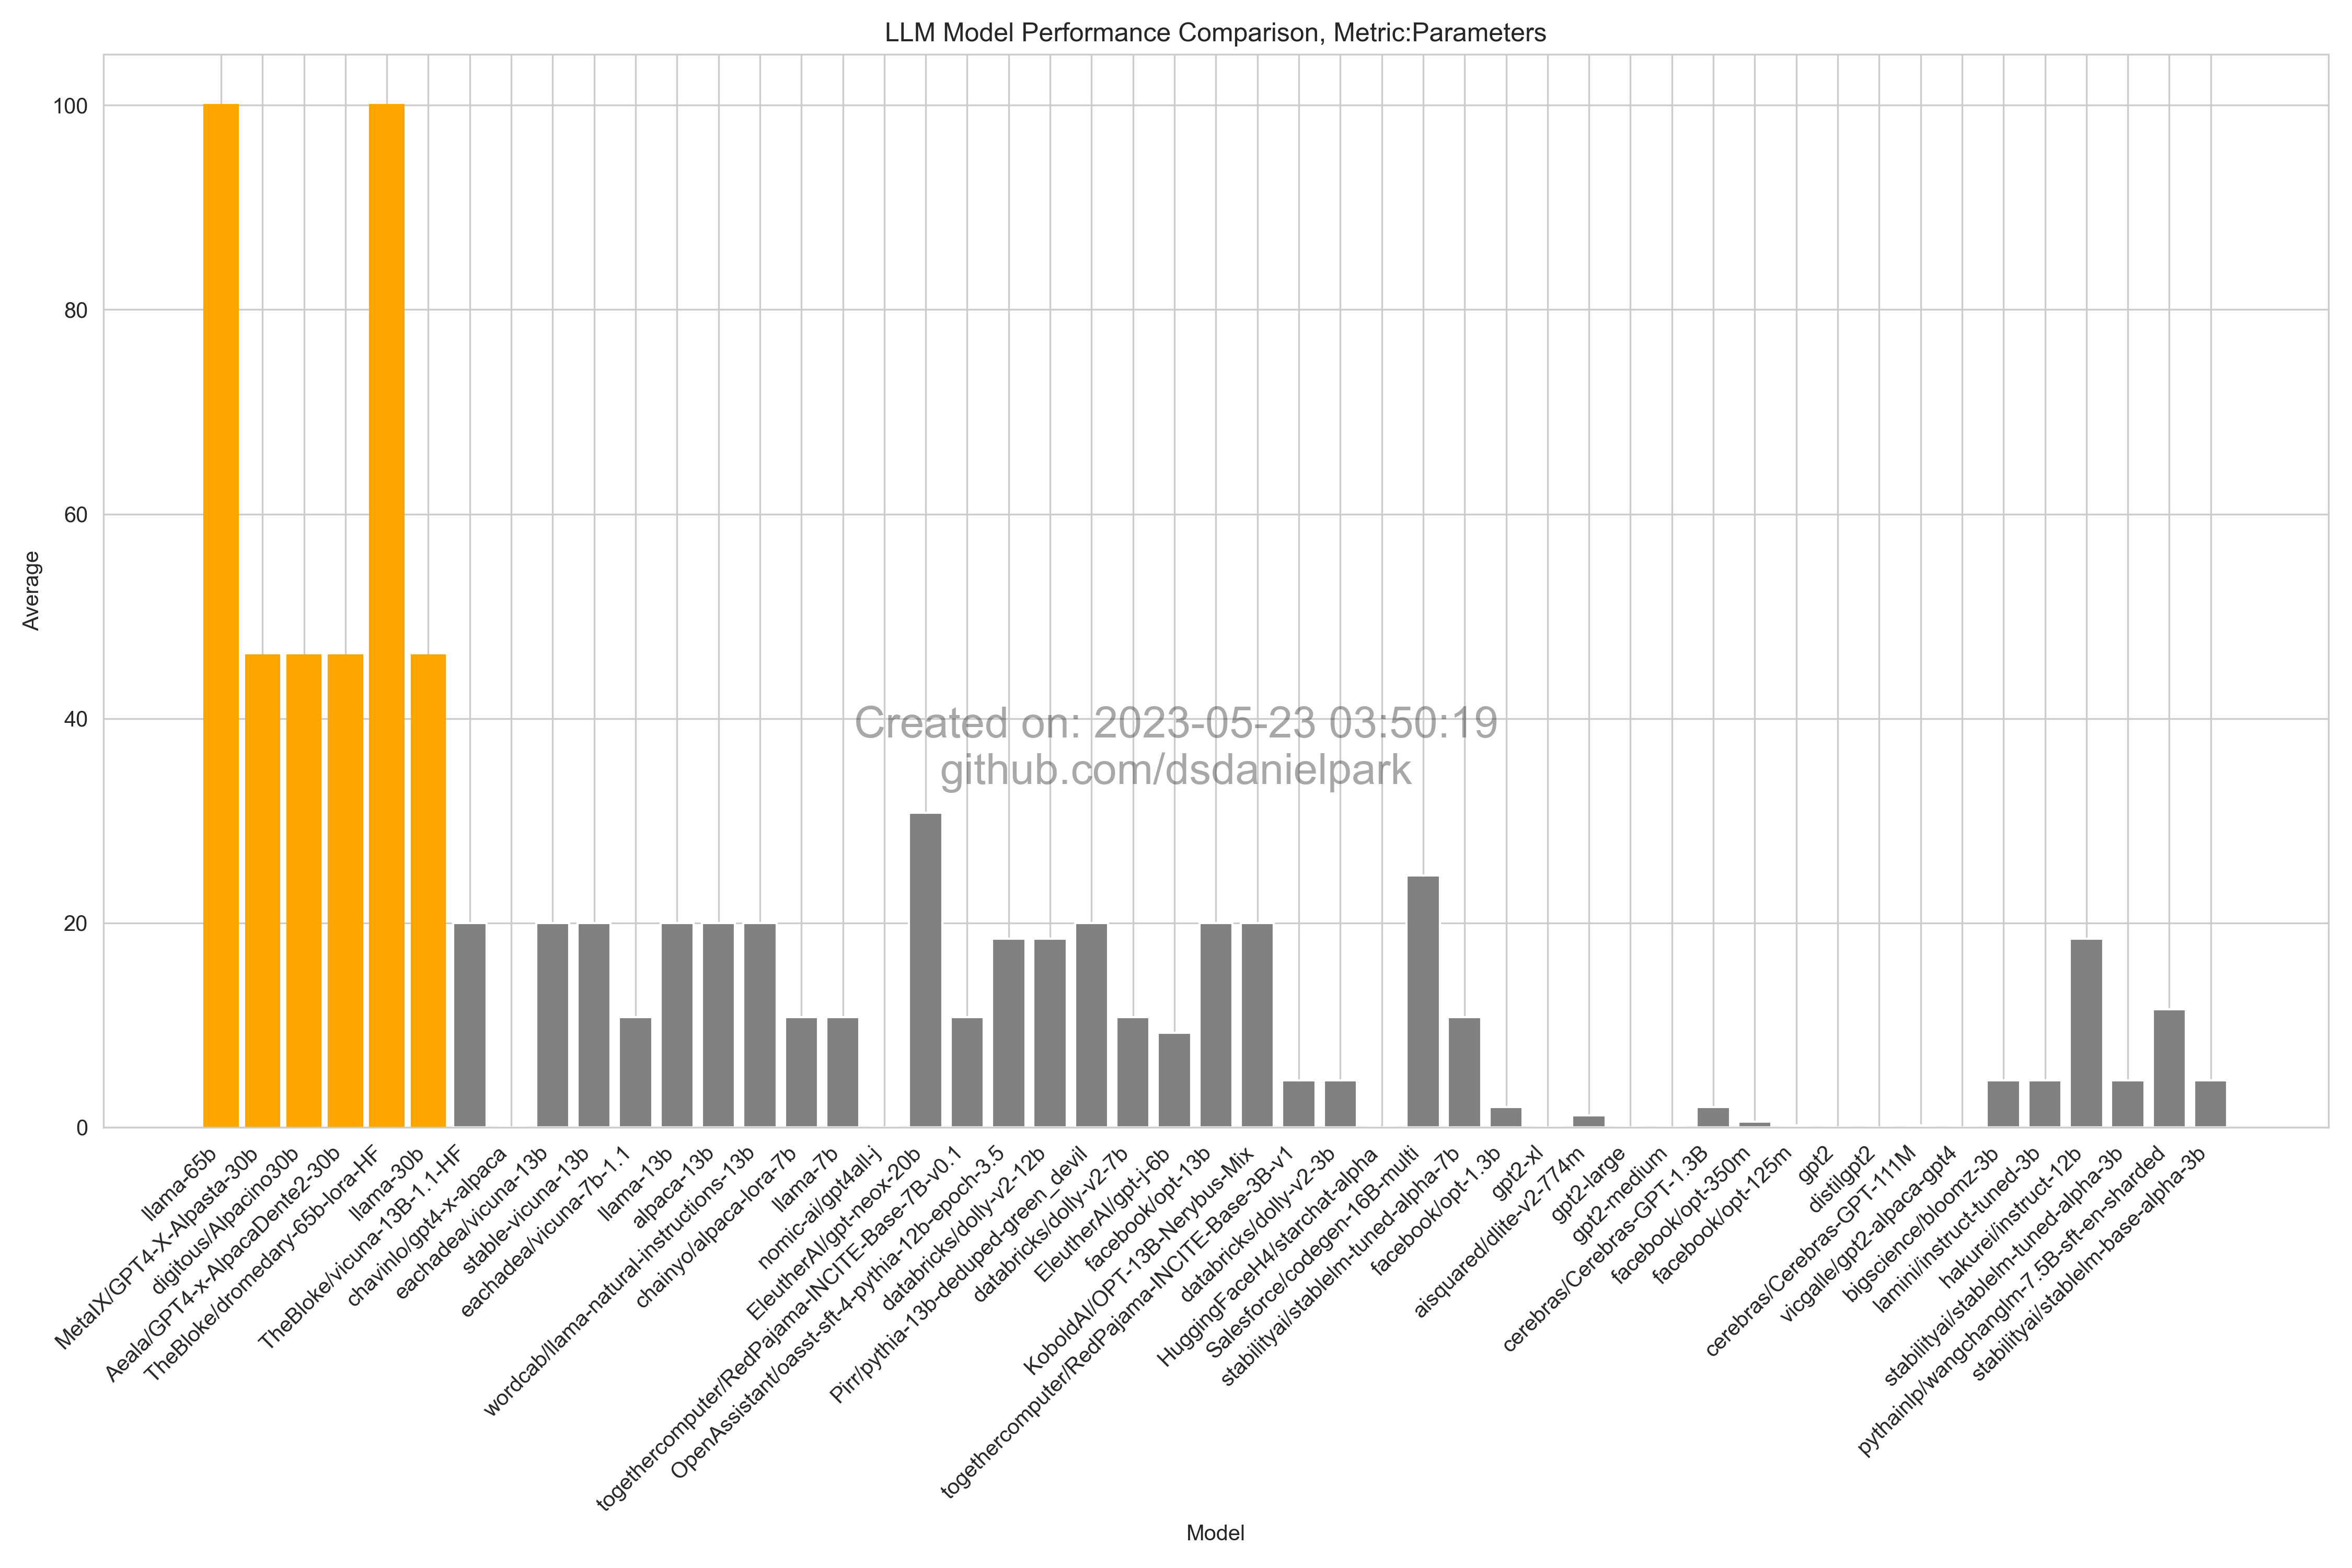 LLM Model Performance Comparison, Metric:Parameters
100
80
60
40
20
0
Average
Created on: 2023-05-23 03:50:19
github.com/dsdanielpark
llama-65b
MetaIX/GPT4-X-Alpasta-30b
digitous/Alpacino30b
Aeala/GPT4-x-AlpacaDente2-30b
TheBloke/dromedary-65b-lora-HF
llama-30b
TheBloke/vicuna-13B-1.1-HF
chavinlo/gpt4-x-alpaca
eachadea/vicuna-13b
stable-vicuna-13b
eachadea/vicuna-7b-1.1
llama-13b
alpaca-13b
wordcab/llama-natural-instructions-13b
chainyo/alpaca-lora-7b
llama-7b
nomic-ai/gpt4all-j
EleutherAI/gpt-neox-20b
togethercomputer/RedPajama-INCITE-Base-7B-v0.1
OpenAssistant/oasst-sft-4-pythia-12b-epoch-3.5
databricks/dolly-v2-12b
Pirr/pythia-13b-deduped-green_devil
databricks/dolly-v2-7b
EleutherAI/gpt-j-6b
facebook/opt-13b
KoboldAI/OPT-13B-Nerybus-Mix
togethercomputer/RedPajama-INCITE-Base-3B-v1
databricks/dolly-v2-3b
HuggingFaceH4/starchat-alpha
Salesforce/codegen-16B-multi
stabilityai/stablelm-tuned-alpha-7b
facebook/opt-1.3b
gpt2-xl
aisquared/dlite-v2-774m
gpt2-large
gpt2-medium
cerebras/Cerebras-GPT-1.3B
facebook/opt-350m
facebook/opt-125m
gpt2
distilgpt2
cerebras/Cerebras-GPT-111M
vicgalle/gpt2-alpaca-gpt4
bigscience/bloomz-3b
lamini/instruct-tuned-3b
hakurei/instruct-12b
stabilityai/stablelm-tuned-alpha-3b
pythainlp/wangchanglm-7.5B-sft-en-sharded
stabilityai/stablelm-base-alpha-3b
Model